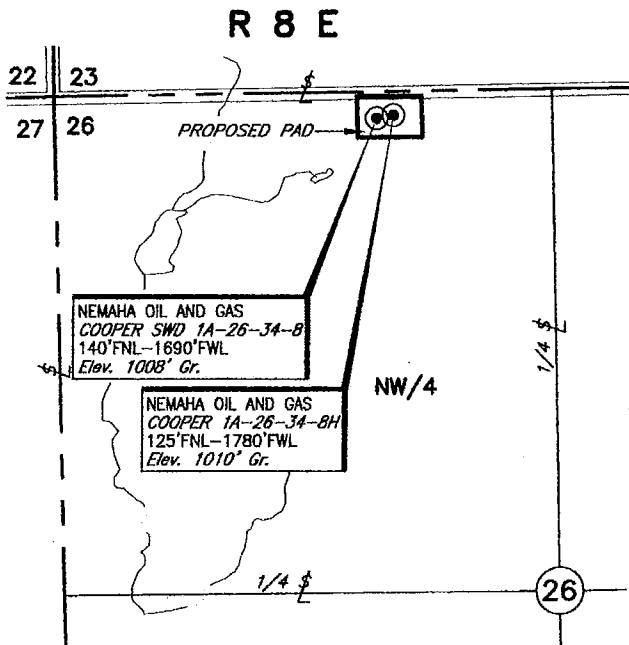 R 8 E
22 23
27 26
PROPOSED PAD
NEMAHA OIL AND GAS
COOPER SWD 1A-26-34-8
140'FNL-1690'FWL
Elev. 1008' Gr.
NEMAHA OIL AND GAS
COOPER 1A-26-34-8H
125'FNL-1780'FWL
Elev. 1010' Gr.
NW/4
1/4
1/4
26